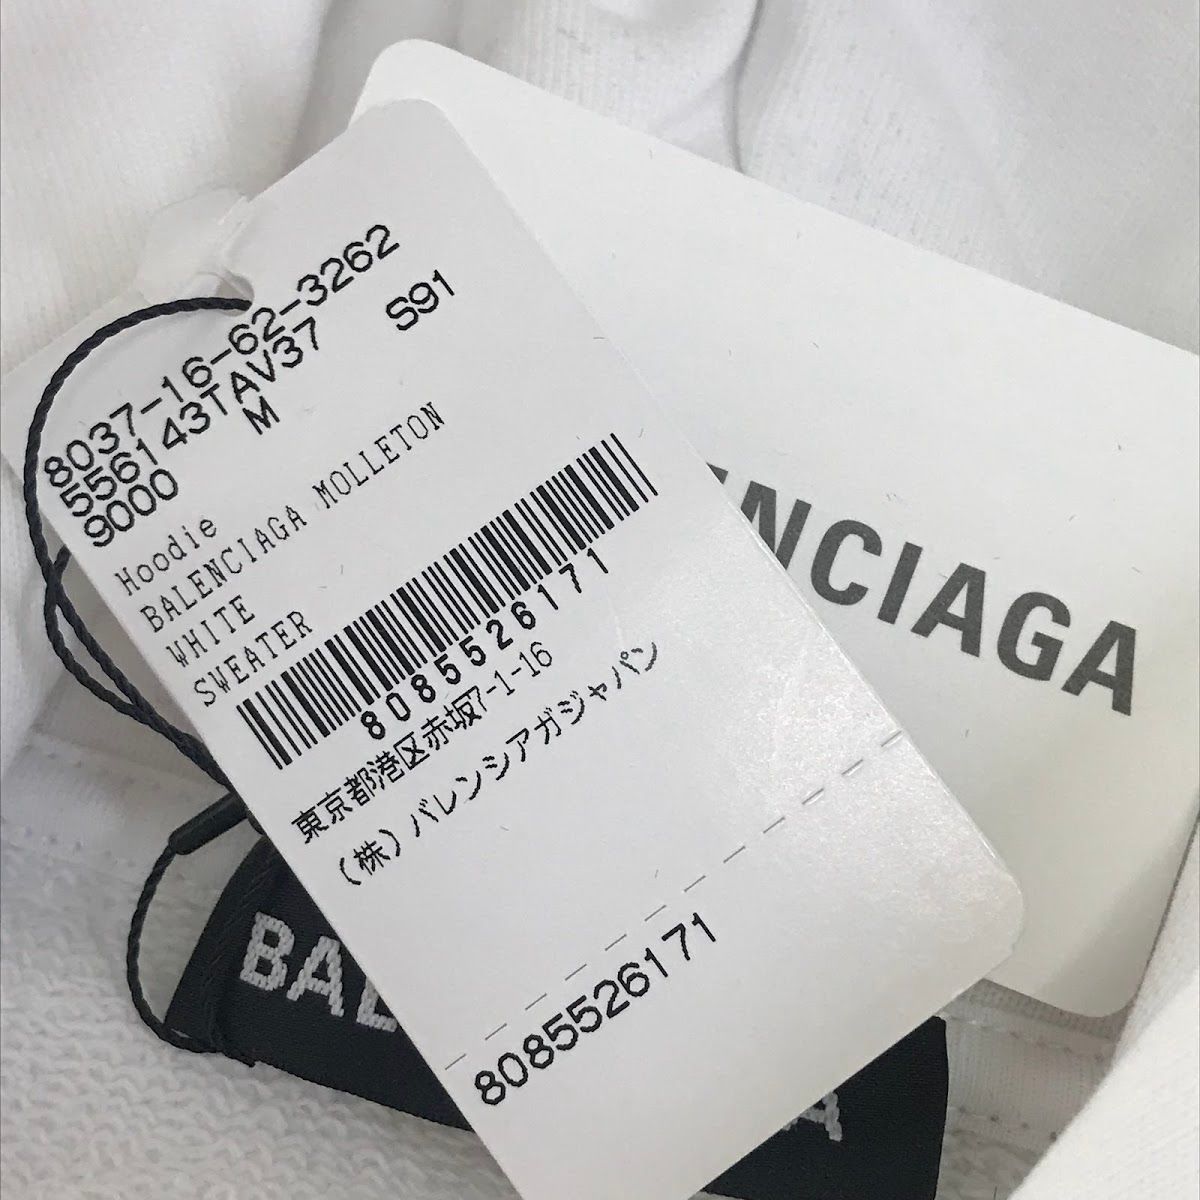 8037-16-62-3262
556143TAV37 S91
9000 M
Hoodie
BALENCIAGA MOLLETON
WHITE
SWEATER
8085526171
東京都港区赤坂7-1-16
(株)バレンシアガジャパン
8085526171
ENCIAGA
BAL
A